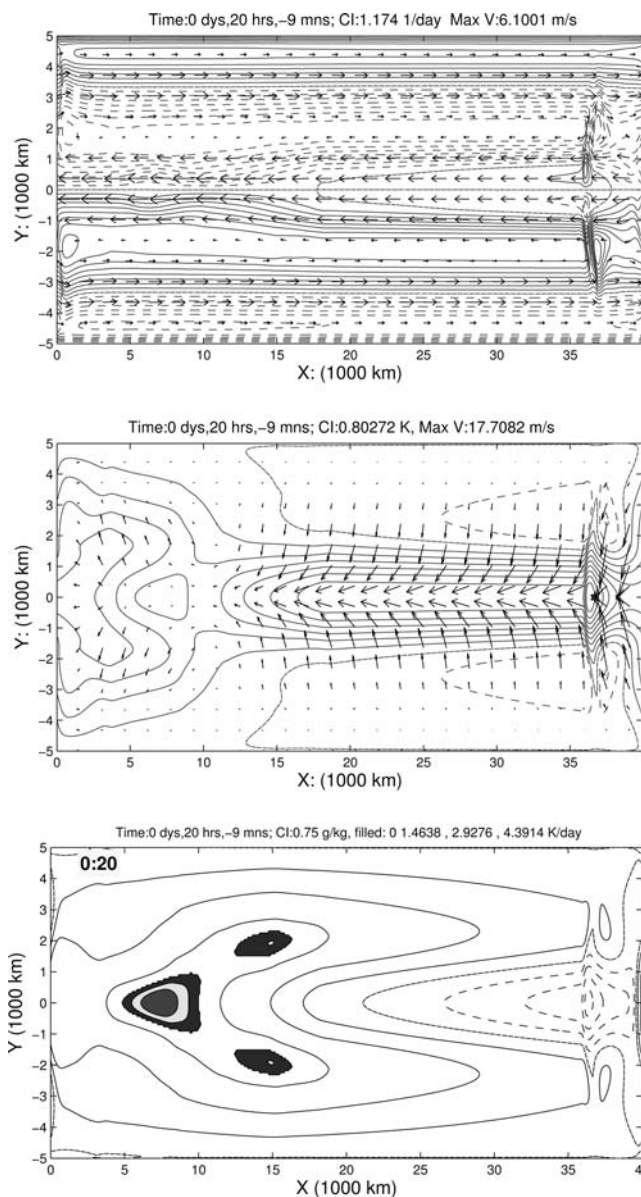 Time:0 dys,20 hrs,−9 mns; CI:1.174 1/day Max V:6.1001 m/s
5
4
3
2
1
0
-1
-2
-3
-4
-5
Y: (1000 km)
0 5 10 15 20 25 30 35 40
X: (1000 km)
Time:0 dys,20 hrs,−9 mns; CI:0.80272 K, Max V:17.7082 m/s
5
4
3
2
1
0
-1
-2
-3
-4
-5
Y: (1000 km)
0 5 10 15 20 25 30 35
X: (1000 km)
Time:0 dys,20 hrs,−9 mns; CI:0.75 g/kg, filled: 0 1.4638 , 2.9276 , 4.3914 K/day
0:20
5
4
3
2
1
0
-1
-2
-3
-4
-5
Y (1000 km)
0 5 10 15 20 25 30 35 40
X (1000 km)